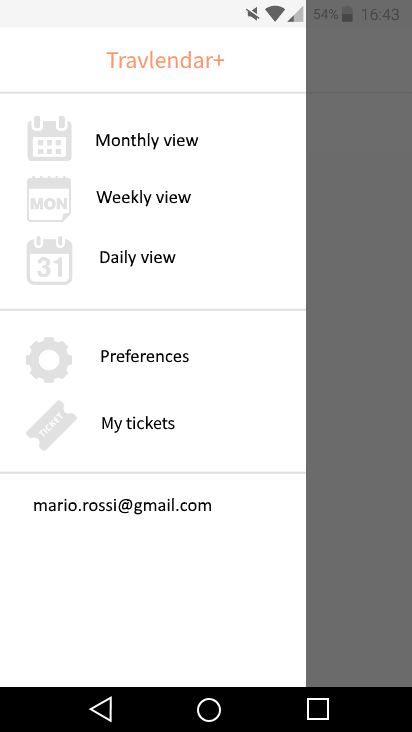 54% 16:43
Travlendar+
Monthly view
MON
Weekly view
31
Daily view
Preferences
TICKET
My tickets
mario.rossi@gmail.com